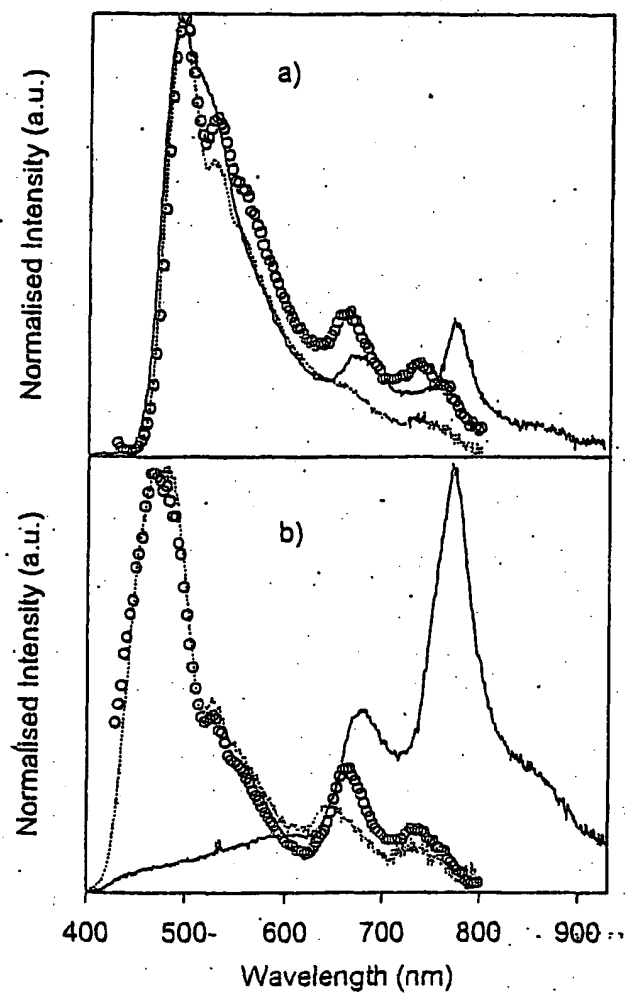 a)
Normalised Intensity (a.u.)
b)
Normalised Intensity (a.u.)
400 500 600 700 800 900
Wavelength (nm)